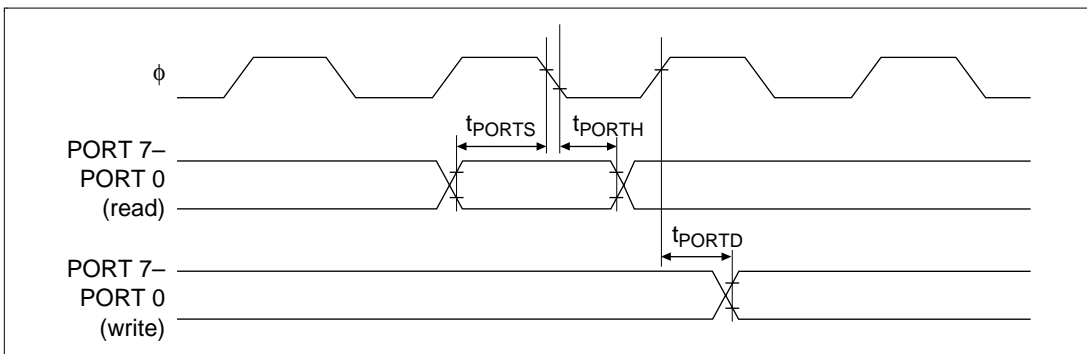 ϕ
tPORTS tPORTH
PORT 7–
PORT 0
(read)
tPORTD
PORT 7–
PORT 0
(write)